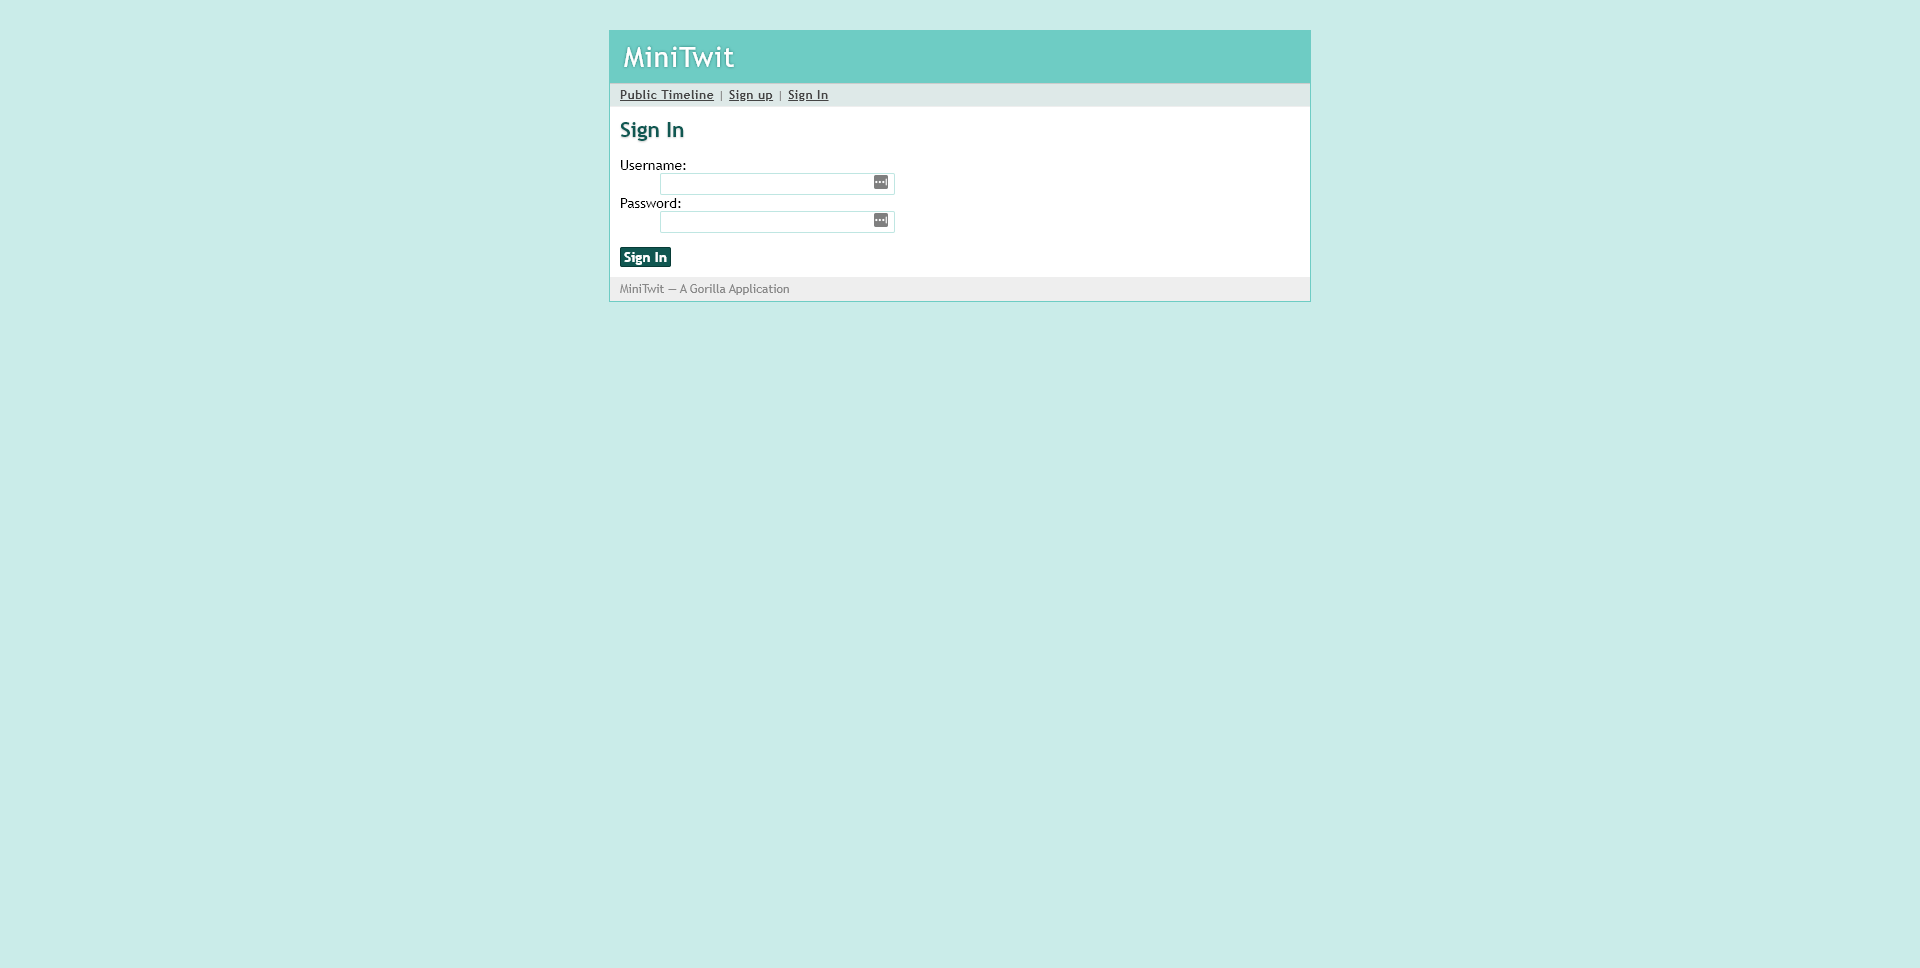 MiniTwit
Public Timeline | Sign up | Sign In
Sign In
Username:
Password:
Sign In
MiniTwit — A Gorilla Application